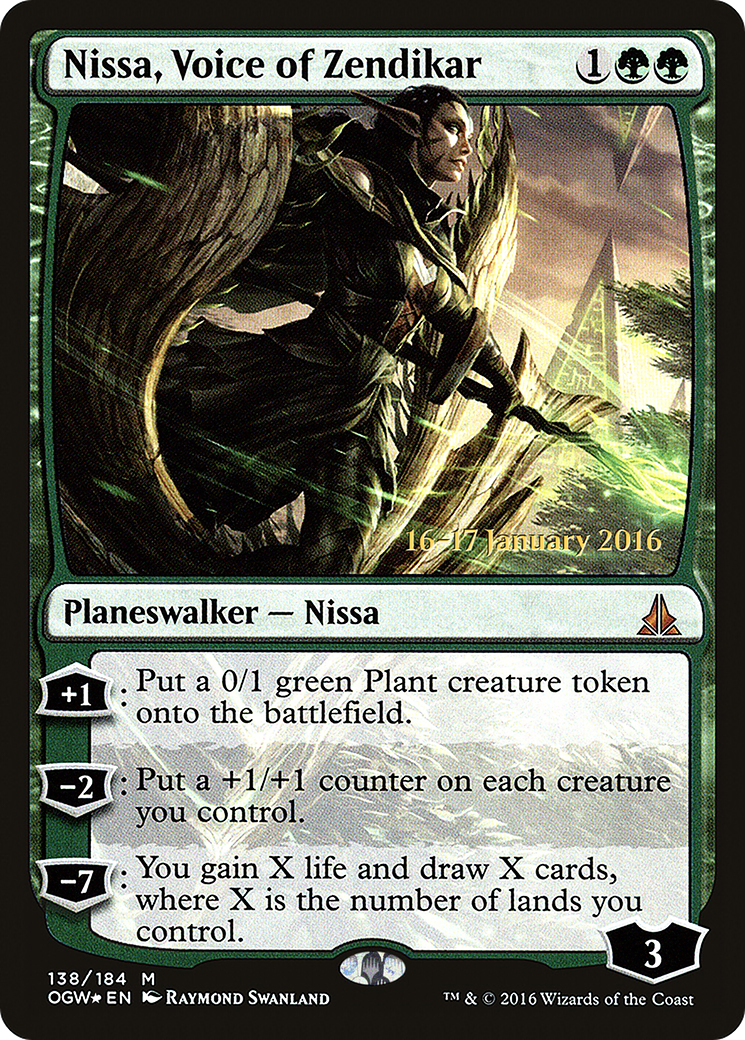 Nissa, Voice of Zendikar 1
16–17 January 2016
Planeswalker — Nissa
+1 : Put a 0/1 green Plant creature token
onto the battlefield.
−2 : Put a +1/+1 counter on each creature
you control.
−7 : You gain X life and draw X cards,
where X is the number of lands you
control.
3
138/184 M
OGW★EN Raymond Swanland
™ & © 2016 Wizards of the Coast